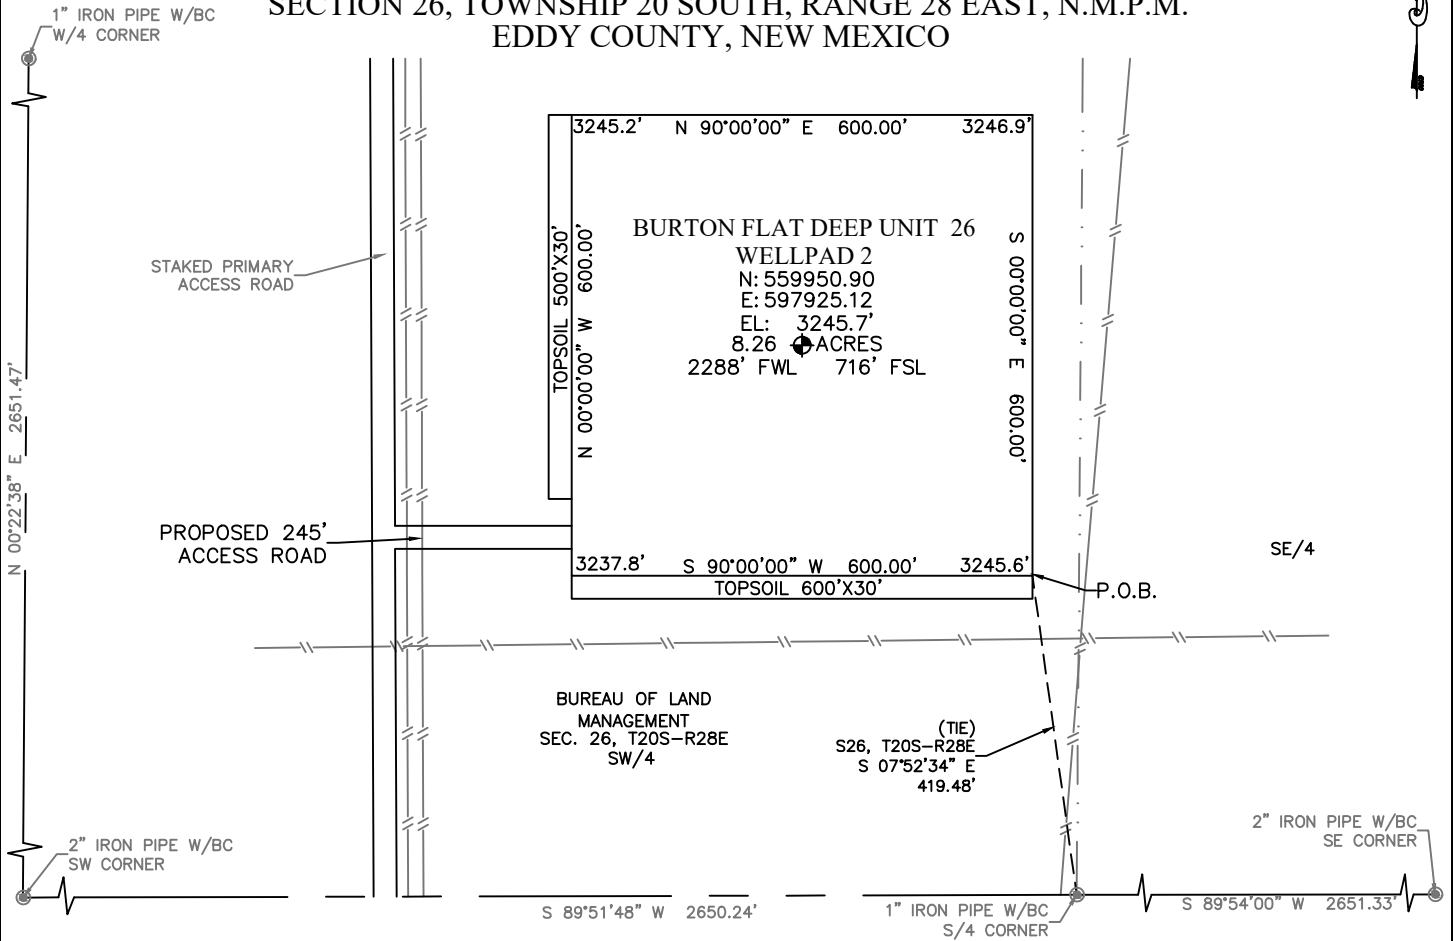 SECTION 26, TOWNSHIP 20 SOUTH, RANGE 28 EAST, N.M.P.M.
EDDY COUNTY, NEW MEXICO
1" IRON PIPE W/BC
W/4 CORNER
3245.2' N 90°00'00" E 600.00' 3246.9'
STAKED PRIMARY
ACCESS ROAD
TOPSOIL 500'X30'
N 00°00'00" W 600.00'
BURTON FLAT DEEP UNIT 26
WELLPAD 2
N: 559950.90
E: 597925.12
EL: 3245.7'
8.26 ACRES
2288' FWL 716' FSL
S 00°00'00" E 600.00'
N 00°22'38" E 2651.47'
PROPOSED 245'
ACCESS ROAD
3237.8' S 90°00'00" W 600.00' 3245.6'
TOPSOIL 600'X30'
P.O.B.
SE/4
BUREAU OF LAND
MANAGEMENT
SEC. 26, T20S-R28E
SW/4
(TIE)
S26, T20S-R28E
S 07°52'34" E
419.48'
2" IRON PIPE W/BC
SW CORNER
2" IRON PIPE W/BC
SE CORNER
S 89°51'48" W 2650.24'
1" IRON PIPE W/BC
S/4 CORNER
S 89°54'00" W 2651.33'